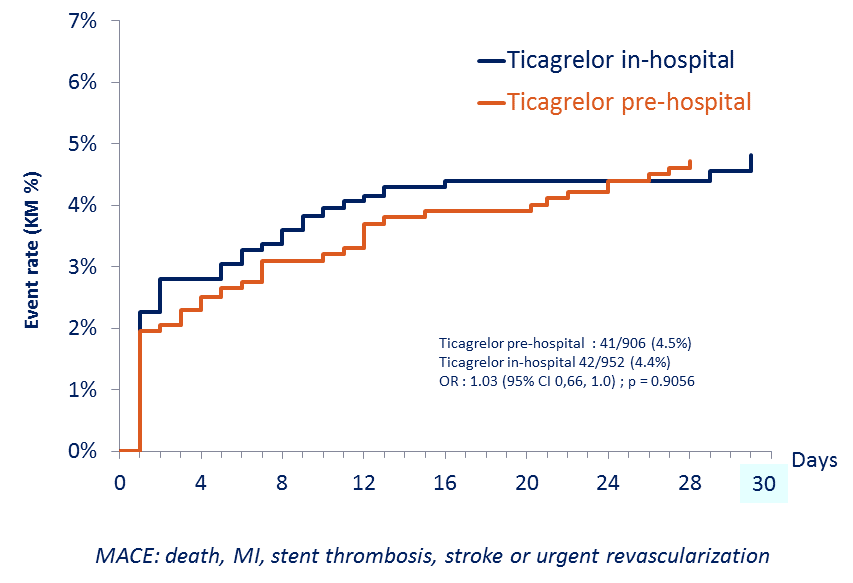 7%
6%
5%
4%
3%
2%
1%
0%
Event rate (KM %)
Ticagrelor in-hospital
Ticagrelor pre-hospital
Ticagrelor pre-hospital : 41/906 (4.5%)
Ticagrelor in-hospital 42/952 (4.4%)
OR : 1.03 (95% CI 0,66, 1.0) ; p = 0.9056
0 4 8 12 16 20 24 28 30
Days
MACE: death, MI, stent thrombosis, stroke or urgent revascularization